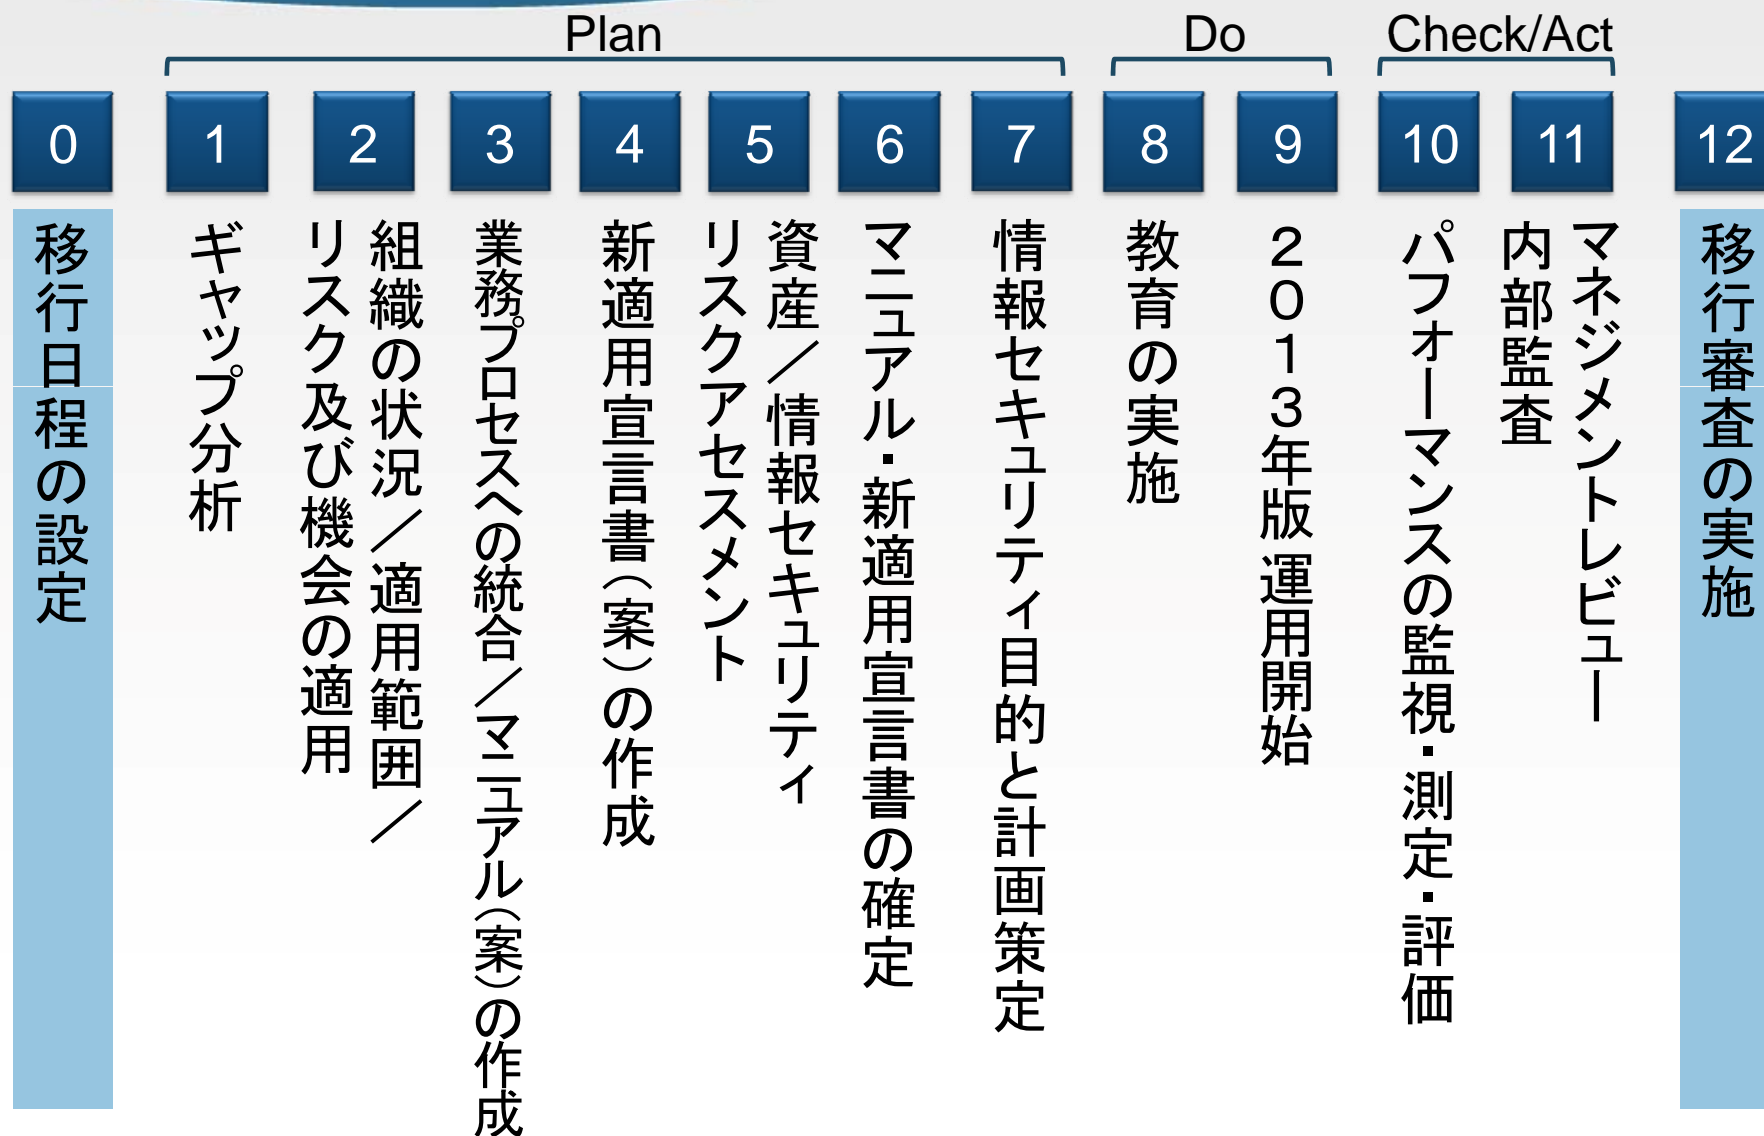 Plan
Do
Check/Act
0
1
2
3
4
5
6
7
8
9
10
11
12
移行日程の設定
ギャップ分析
組織の状況／適用範囲／
リスク及び機会の適用
業務プロセスへの統合／マニュアル（案）の作成
新適用宣言書（案）の作成
資産／情報セキュリティ
リスクアセスメント
マニュアル・新適用宣言書の確定
情報セキュリティ目的と計画策定
教育の実施
２０１３年版 運用開始
パフォーマンスの監視・測定・評価
マネジメントレビュー
内部監査
移行審査の実施